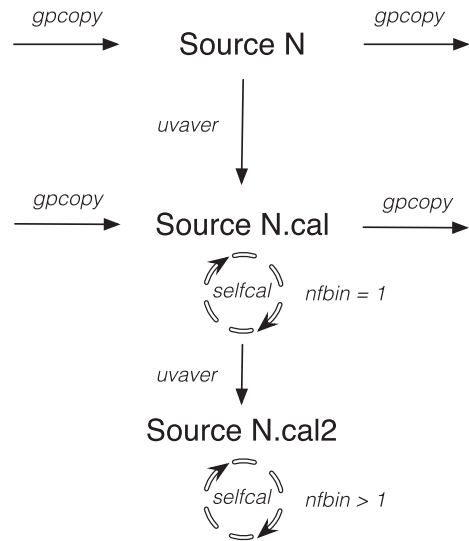 gpcopy gpcopy
Source N
uvaver
gpcopy gpcopy
Source N.cal
selfcal nfbin = 1
uvaver
Source N.cal2
selfcal nfbin > 1